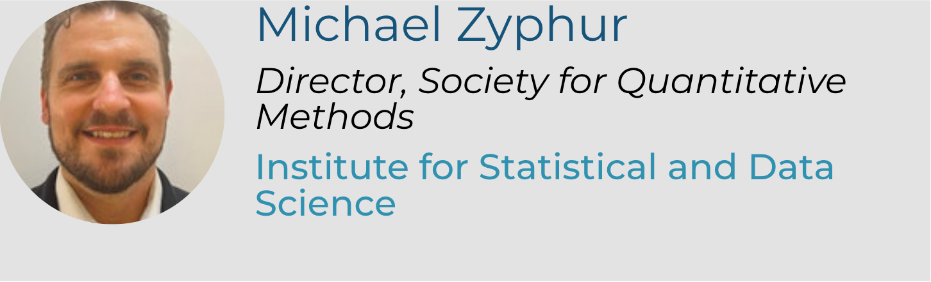 Michael Zyphur
Director, Society for Quantitative
Methods
Institute for Statistical and Data
Science